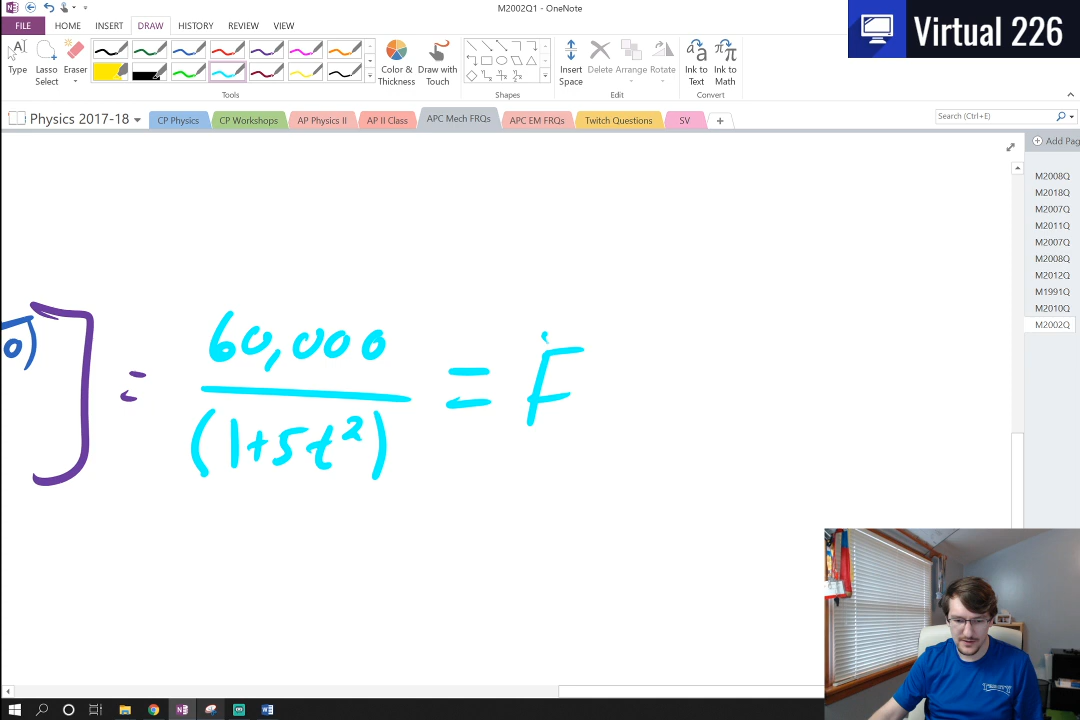 M2002Q1 - OneNote
Virtual 226
FILE HOME INSERT DRAW HISTORY REVIEW VIEW
Type
Lasso Select
Eraser
Color & Thickness
Draw with Touch
Insert Space
Delete Arrange Rotate
Ink to Text
Ink to Math
Tools
Shapes
Edit
Convert
Physics 2017-18
CP Physics CP Workshops AP Physics II AP II Class APC Mech FRQs APC EM FRQs Twitch Questions SV
Search (Ctrl+E)
Add Pag
M2008Q
M2018Q
M2007Q
M2011Q
M2007Q
M2008Q
M2012Q
M1991Q
M2010Q
M2002Q
0) ] = 60,000 / (1+5t²) = F